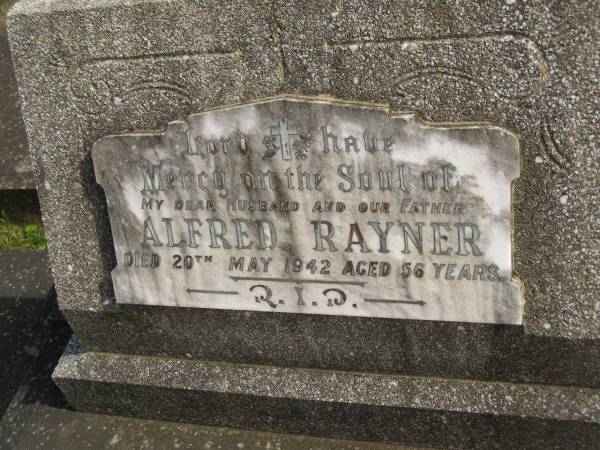 Lord have
Mercy on the Soul of
MY DEAR HUSBAND AND OUR FATHER
ALFRED RAYNER
DIED 20TH MAY 1942 AGED 56 YEARS.
R.I.P.